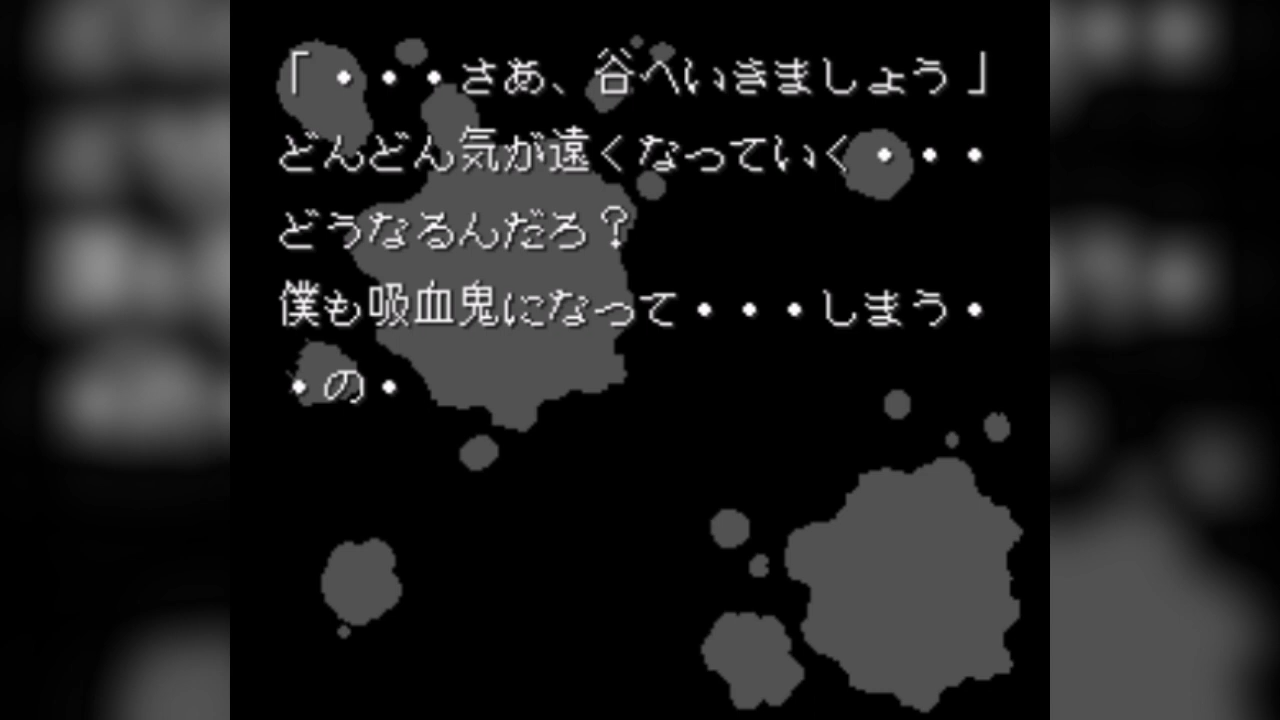 「・・・さあ、谷へいきましょう」
どんどん気が遠くなっていく・・・
どうなるんだろ？
僕も吸血鬼になって・・・しまう・
・の・